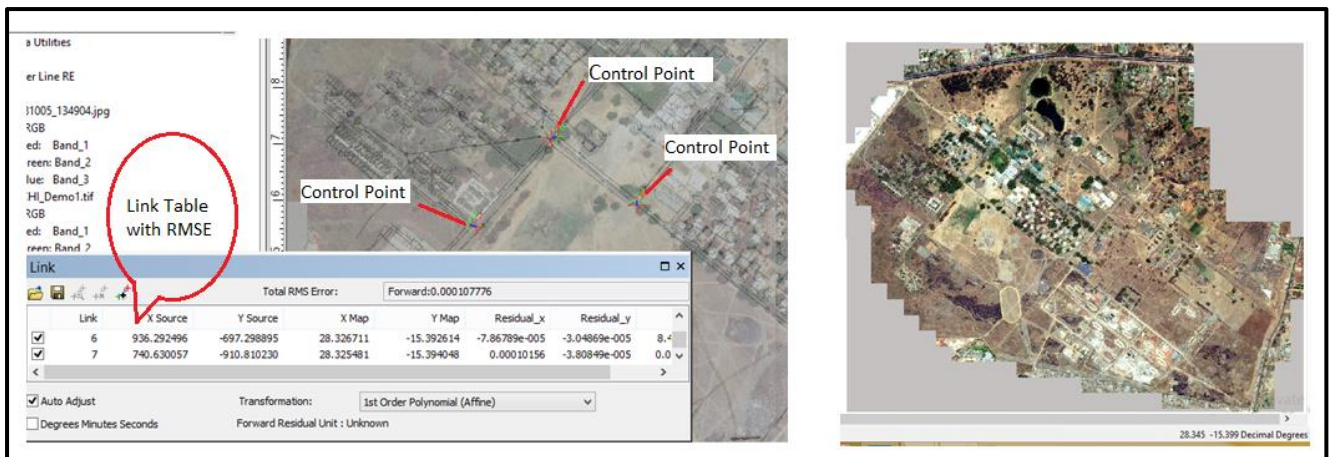 a Utilities
er Line RE
31005_134904.jpg
RGB
ed: Band_1
reen: Band_2
lue: Band_3
HI_Demo1.tif
RGB
ed: Band_1
reen: Band_2
Link Table
with RMSE
Control Point
Control Point
Control Point
Link
Total RMS Error: Forward:0.000107776
Link X Source Y Source X Map Y Map Residual_x Residual_y
6 936.292496 -697.298895 28.326711 -15.392614 -7.86789e-005 -3.04869e-005 8.4
7 740.630057 -910.810230 28.325481 -15.394048 0.00010156 -3.80849e-005 0.0
Auto Adjust Transformation: 1st Order Polynomial (Affine)
Degrees Minutes Seconds Forward Residual Unit : Unknown
28.345 -15.399 Decimal Degrees